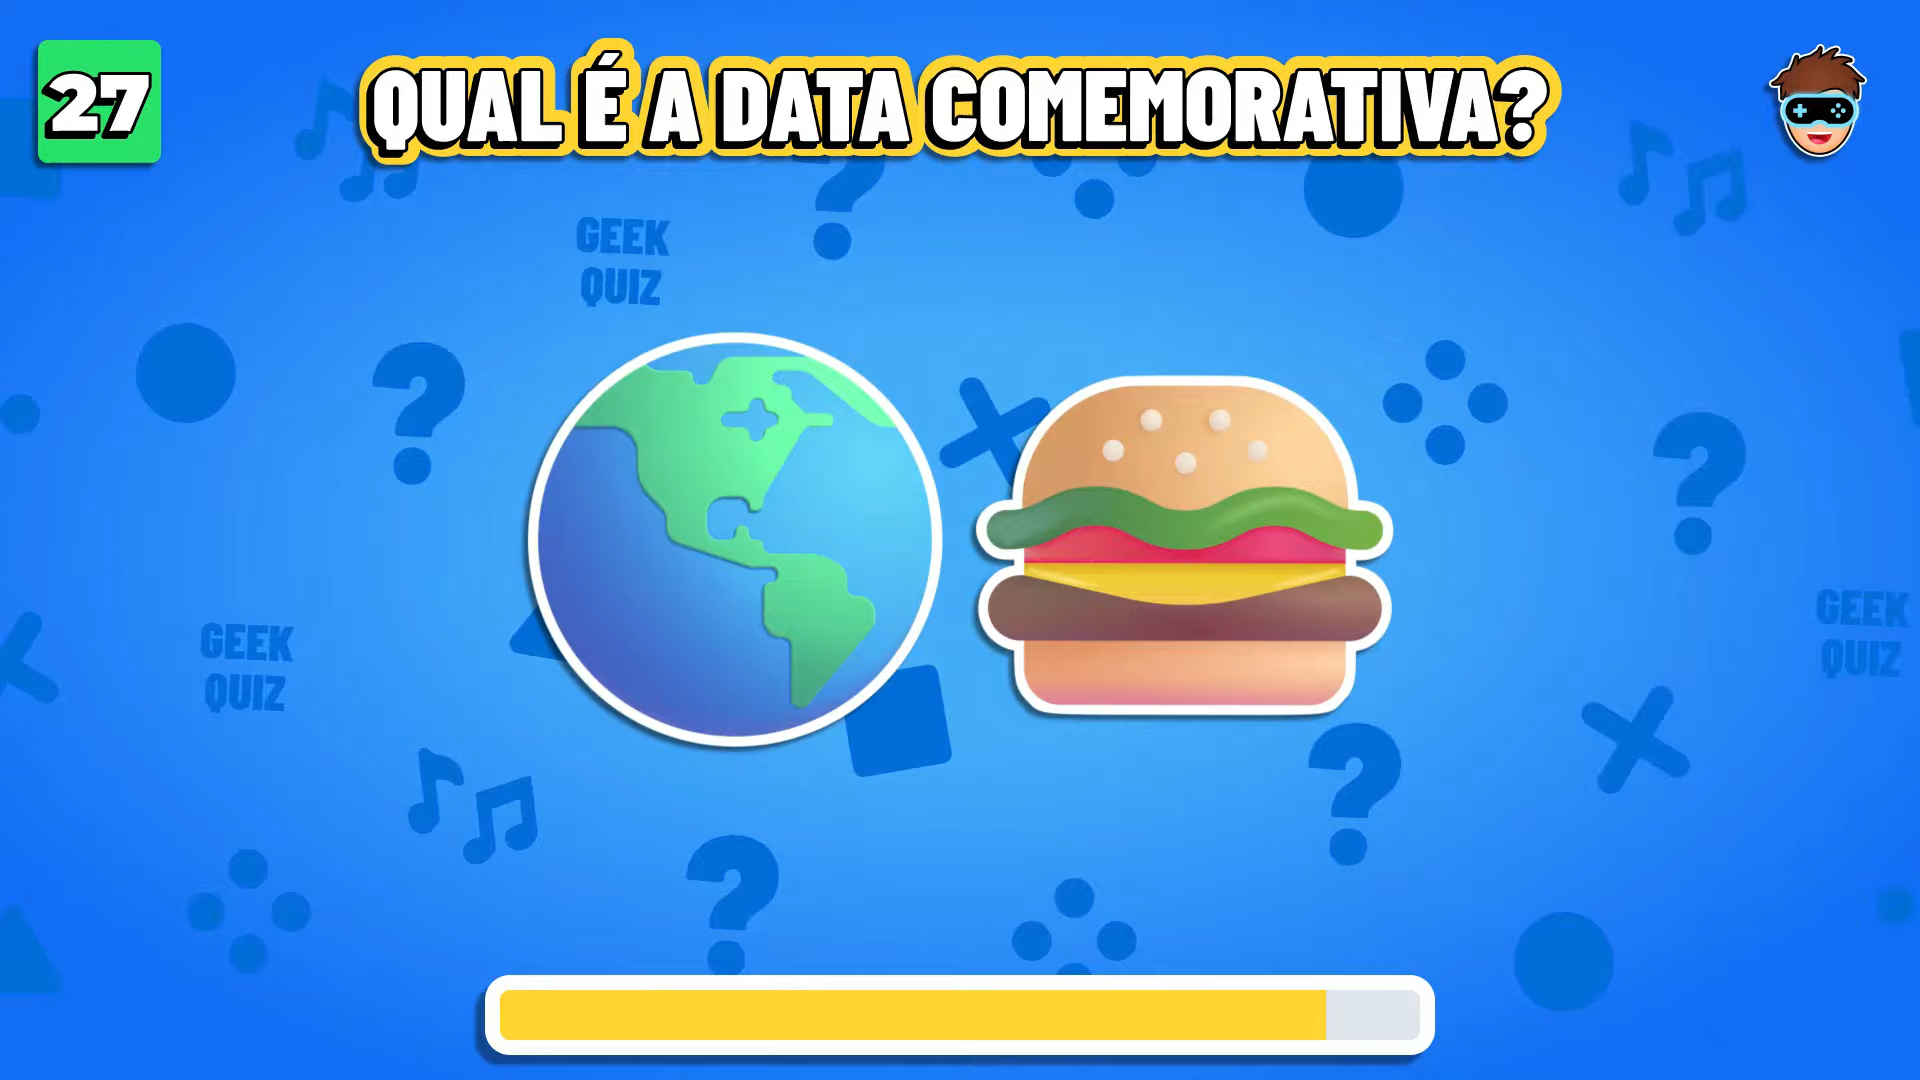 27
QUAL É A DATA COMEMORATIVA?
GEEK
QUIZ
GEEK
QUIZ
GEEK
QUIZ